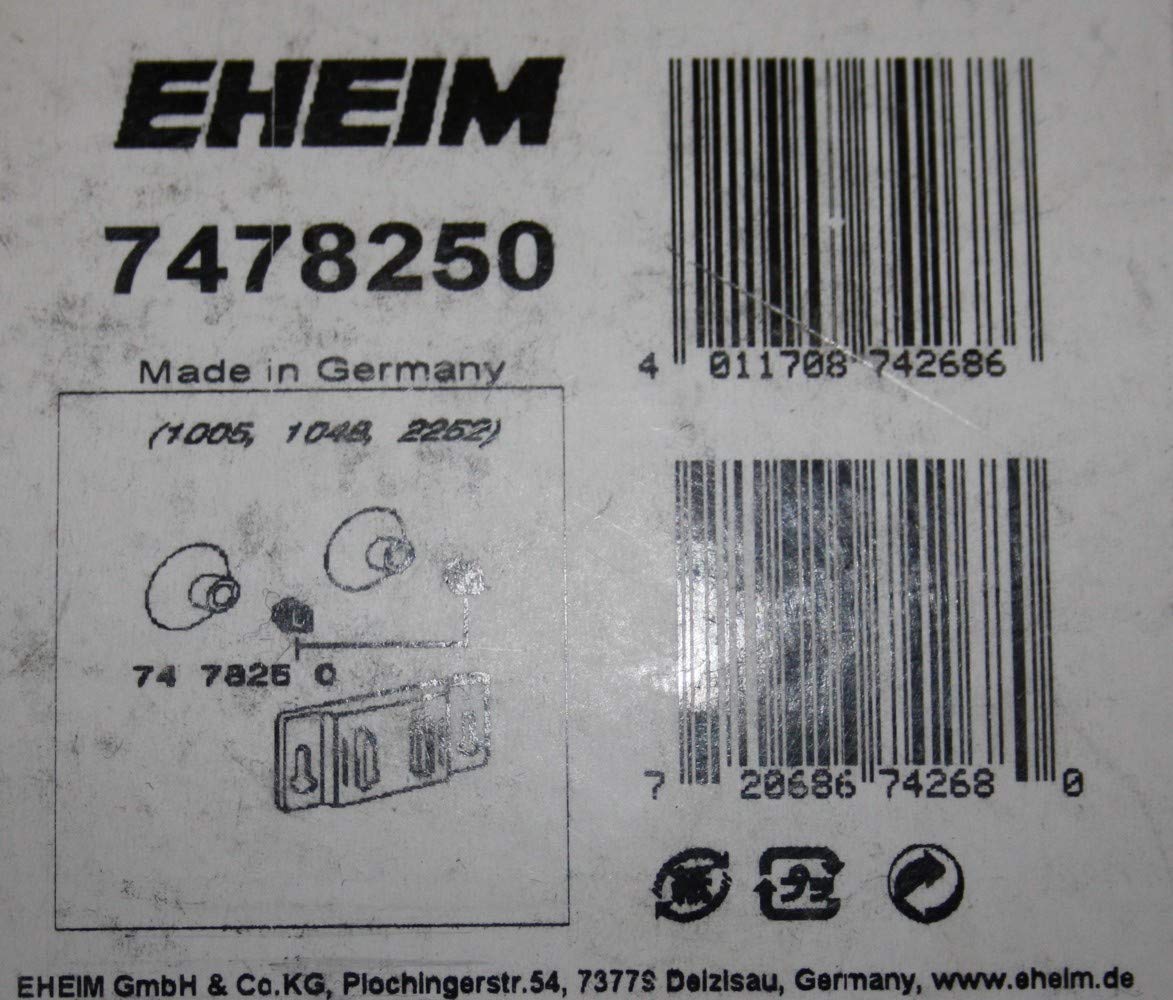 EHEIM
7478250
Made in Germany
(1005, 1048, 2252)
74 7825 0
4 011708 742686
7 20686 74268 0
EHEIM GmbH & Co.KG, Plochingerstr.54, 73779 Deizisau, Germany, www.eheim.de